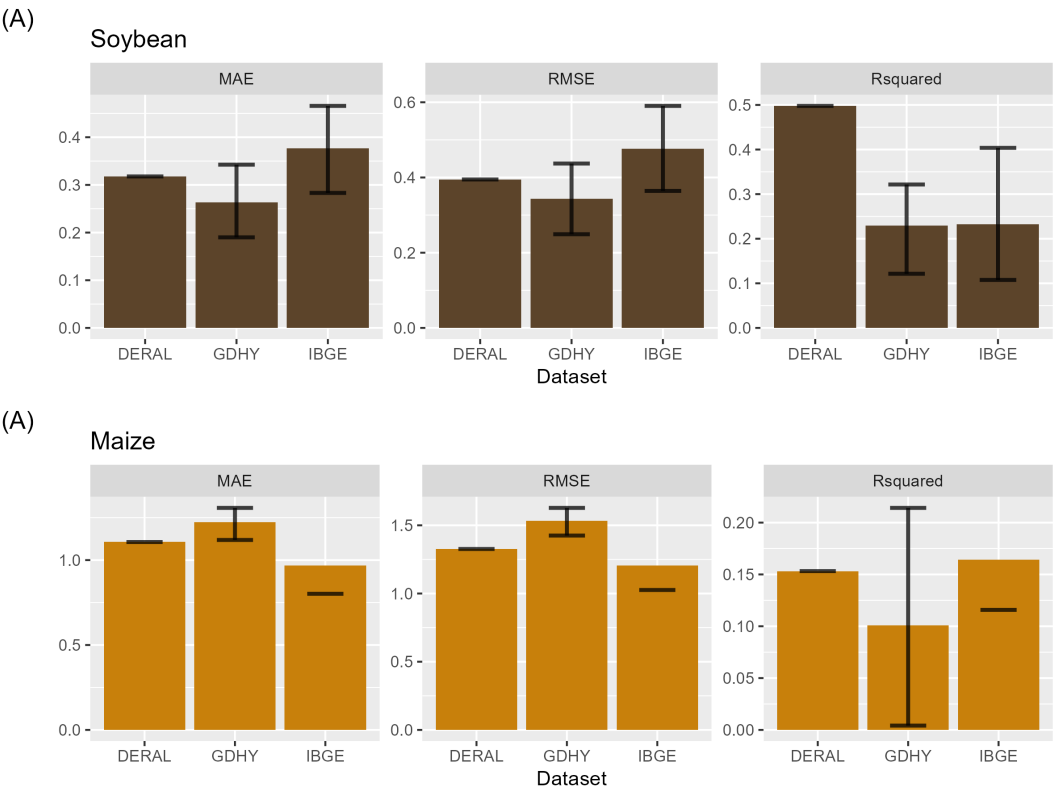 (A)
Soybean
MAE RMSE Rsquared
0.4
0.3
0.2
0.1
0.0
0.6
0.4
0.2
0.0
0.5
0.4
0.3
0.2
0.1
0.0
DERAL GDHY IBGE DERAL GDHY IBGE DERAL GDHY IBGE
Dataset
(A)
Maize
MAE RMSE Rsquared
1.0
0.5
0.0
1.5
1.0
0.5
0.0
0.20
0.15
0.10
0.05
0.00
DERAL GDHY IBGE DERAL GDHY IBGE DERAL GDHY IBGE
Dataset